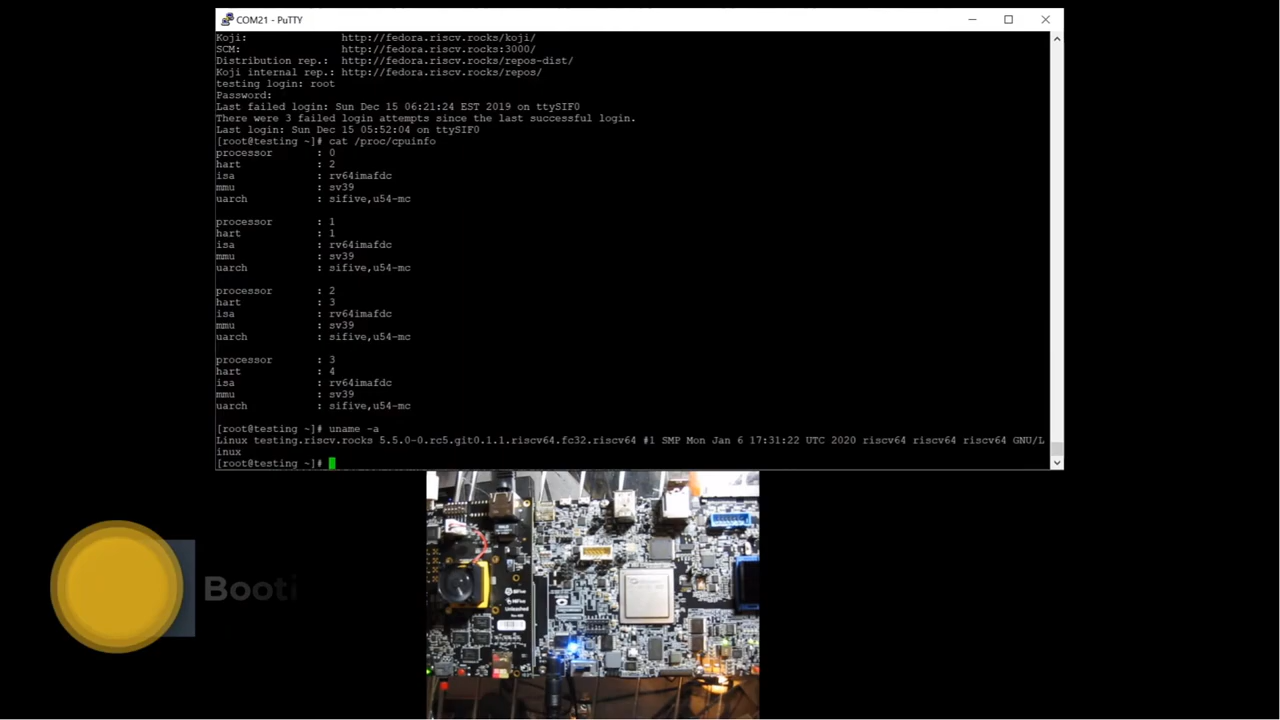 COM21 - PuTTY
Koji:             http://fedora.riscv.rocks/koji/
SCM:              http://fedora.riscv.rocks:3000/
Distribution rep.:  http://fedora.riscv.rocks/repos-dist/
Koji internal rep.:  http://fedora.riscv.rocks/repos/
testing login: root
Password:
Last failed login: Sun Dec 15 06:21:24 EST 2019 on ttySIF0
There were 3 failed login attempts since the last successful login.
Last login: Sun Dec 15 05:52:04 on ttySIF0
[root@testing ~]# cat /proc/cpuinfo
processor       : 0
hart            : 2
isa             : rv64imafdc
mmu             : sv39
uarch           : sifive,u54-mc
processor       : 1
hart            : 1
isa             : rv64imafdc
mmu             : sv39
uarch           : sifive,u54-mc
processor       : 2
hart            : 3
isa             : rv64imafdc
mmu             : sv39
uarch           : sifive,u54-mc
processor       : 3
hart            : 4
isa             : rv64imafdc
mmu             : sv39
uarch           : sifive,u54-mc
[root@testing ~]# uname -a
Linux testing.riscv.rocks 5.5.0-0.rc5.git0.1.1.riscv64.fc32.riscv64 #1 SMP Mon Jan 6 17:31:22 UTC 2020 riscv64 riscv64 riscv64 GNU/L
inux
[root@testing ~]#
Booti
SiFive
HiFive
Unleashed